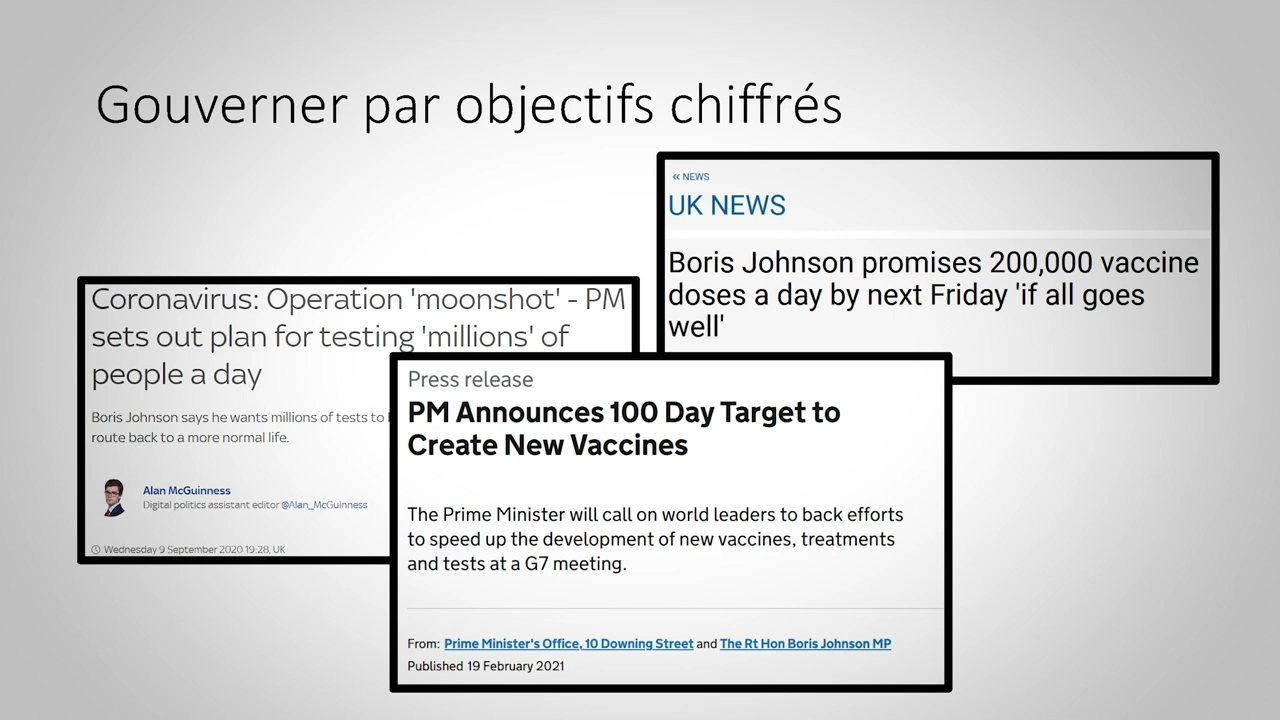 Gouverner par objectifs chiffrés
« NEWS
UK NEWS
Boris Johnson promises 200,000 vaccine
doses a day by next Friday 'if all goes
well'
Coronavirus: Operation 'moonshot' - PM
sets out plan for testing 'millions' of
people a day
Boris Johnson says he wants millions of tests to
route back to a more normal life.
Alan McGuinness
Digital politics assistant editor @Alan_McGuinness
Wednesday 9 September 2020 19:28, UK
Press release
PM Announces 100 Day Target to
Create New Vaccines
The Prime Minister will call on world leaders to back efforts
to speed up the development of new vaccines, treatments
and tests at a G7 meeting.
From: Prime Minister's Office, 10 Downing Street and The Rt Hon Boris Johnson MP
Published 19 February 2021